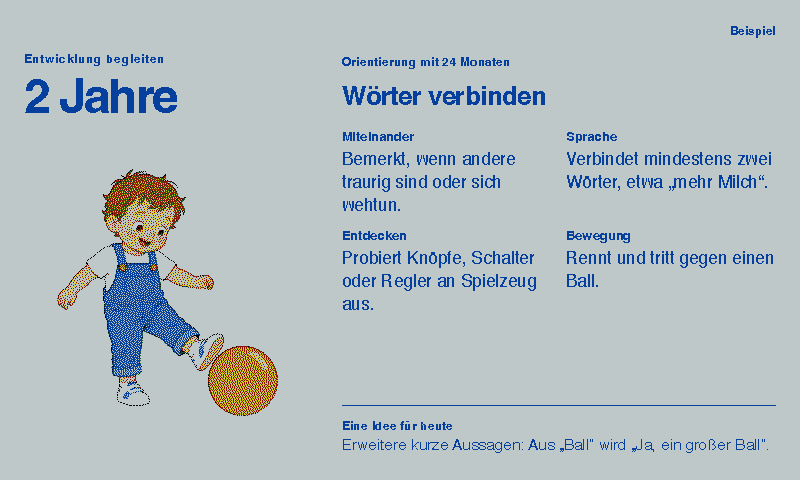 Beispiel
Entwicklung begleiten
2 Jahre
Orientierung mit 24 Monaten
Wörter verbinden
Miteinander
Bemerkt, wenn andere
traurig sind oder sich
wehtun.
Sprache
Verbindet mindestens zwei
Wörter, etwa „mehr Milch“.
Entdecken
Probiert Knöpfe, Schalter
oder Regler an Spielzeug
aus.
Bewegung
Rennt und tritt gegen einen
Ball.
Eine Idee für heute
Erweitere kurze Aussagen: Aus „Ball“ wird „Ja, ein großer Ball“.